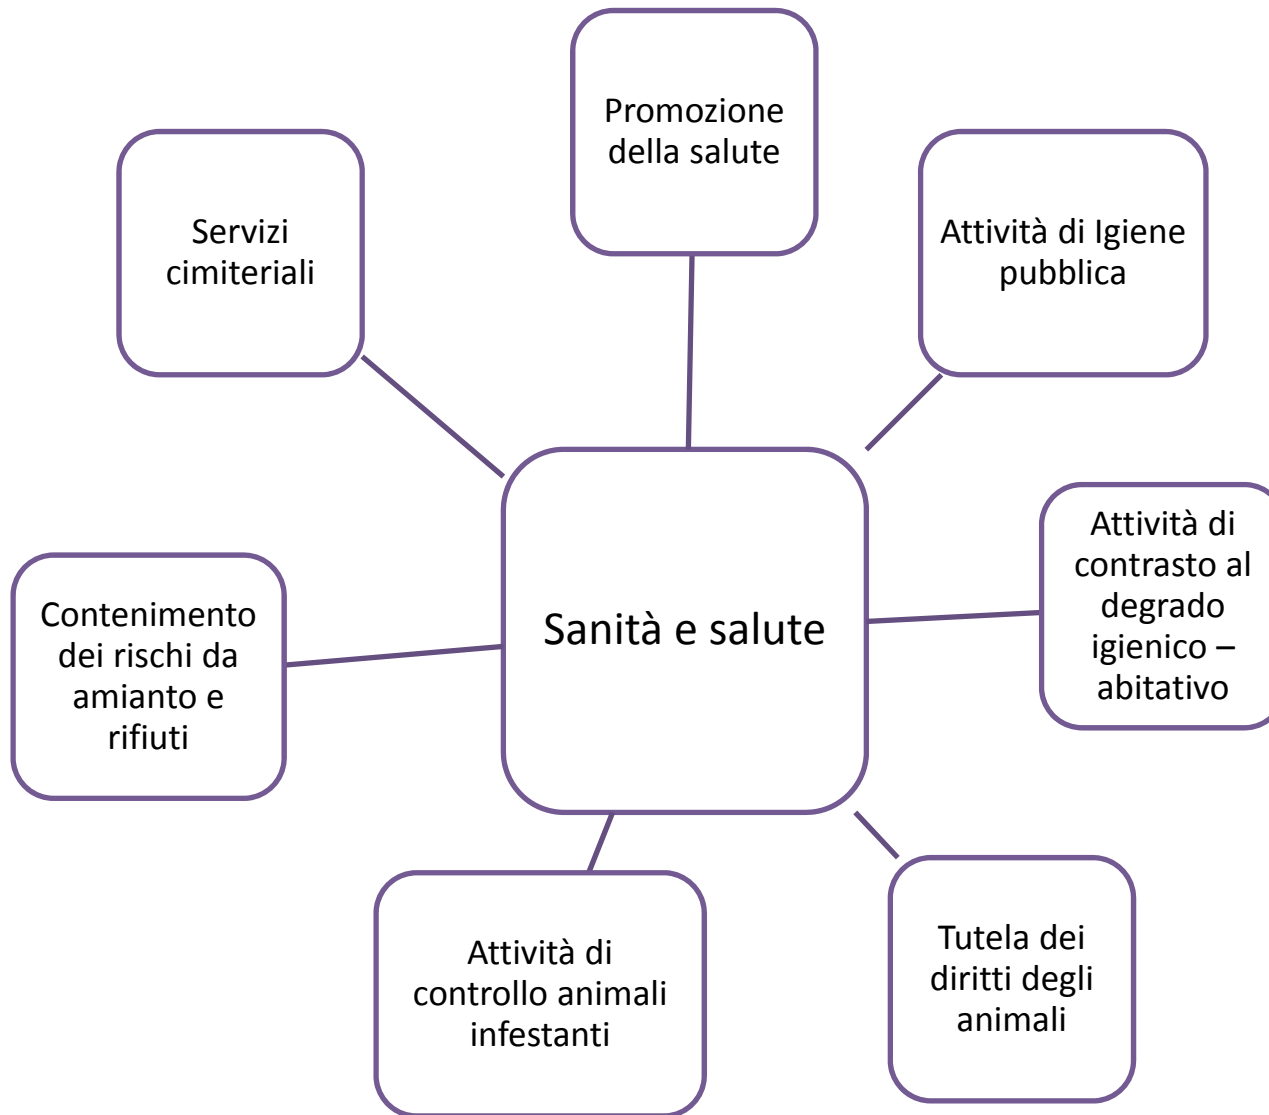 Promozione
della salute
Servizi
cimiteriali
Attività di Igiene
pubblica
Attività di
contrasto al
degrado
igienico –
abitativo
Contenimento
dei rischi da
amianto e
rifiuti
Sanità e salute
Attività di
controllo animali
infestanti
Tutela dei
diritti degli
animali